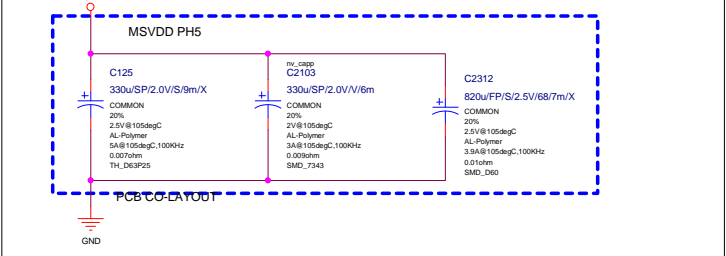 MSVDD PH5
C125
330u/SP/2.0V/S/9m/X
COMMON
20%
2.5V@105degC
AL-Polymer
5A@105degC,100KHz
0.007ohm
TH_D63P25
nv_capp
C2103
330u/SP/2.0V/V/6m
COMMON
20%
2V@105degC
AL-Polymer
3A@105degC,100KHz
0.009ohm
SMD_7343
C2312
820u/FP/S/2.5V/68/7m/X
COMMON
20%
2.5V@105degC
AL-Polymer
3.9A@105degC,100KHz
0.01ohm
SMD_D60
PCB CO-LAYOUT
GND